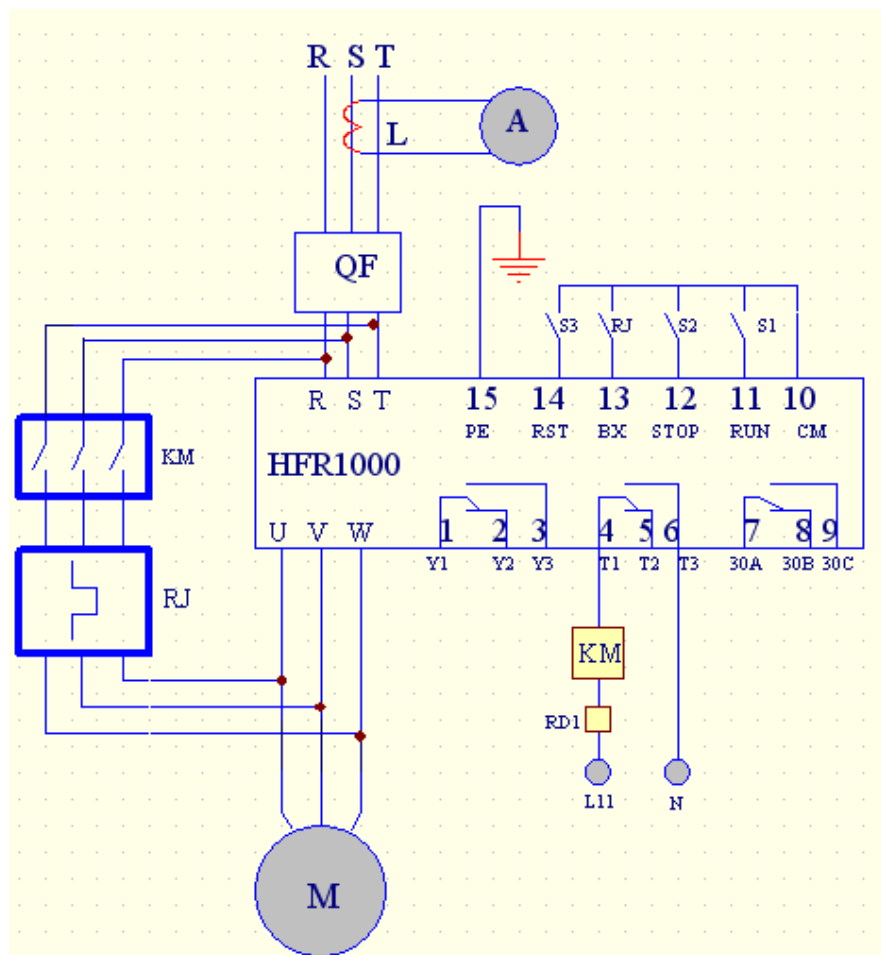 R S T
A
L
QF
S3 RJ S2 S1
R S T 15 14 13 12 11 10
PE RST BX STOP RUN CM
KM
HFR1000
U V W 1 2 3 4 5 6 7 8 9
Y1 Y2 Y3 T1 T2 T3 30A 30B 30C
RJ
KM
RD1
L11 N
M